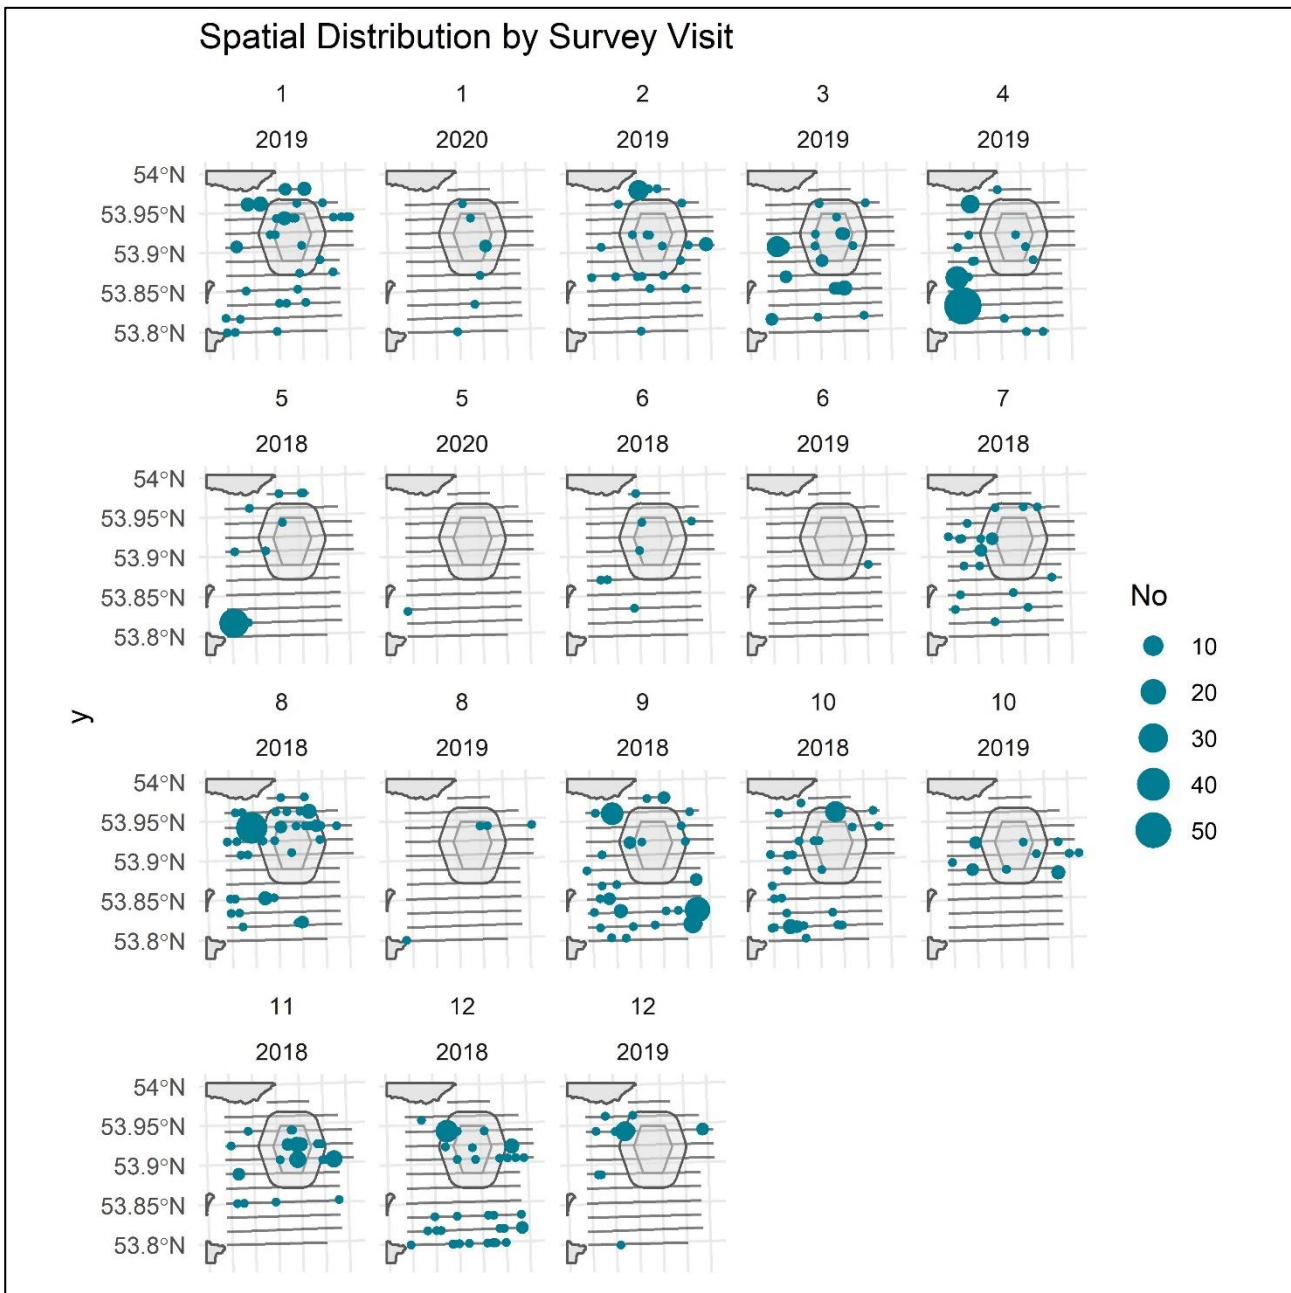 Spatial Distribution by Survey Visit
1 1 2 3 4
2019 2020 2019 2019 2019
54°N
53.95°N
53.9°N
53.85°N
53.8°N
5 5 6 6 7
2018 2020 2018 2019 2018
54°N
53.95°N
53.9°N
53.85°N
53.8°N
8 8 9 10 10
2018 2019 2018 2018 2019
54°N
53.95°N
53.9°N
53.85°N
53.8°N
11 12 12
2018 2018 2019
54°N
53.95°N
53.9°N
53.85°N
53.8°N
y
No
10
20
30
40
50